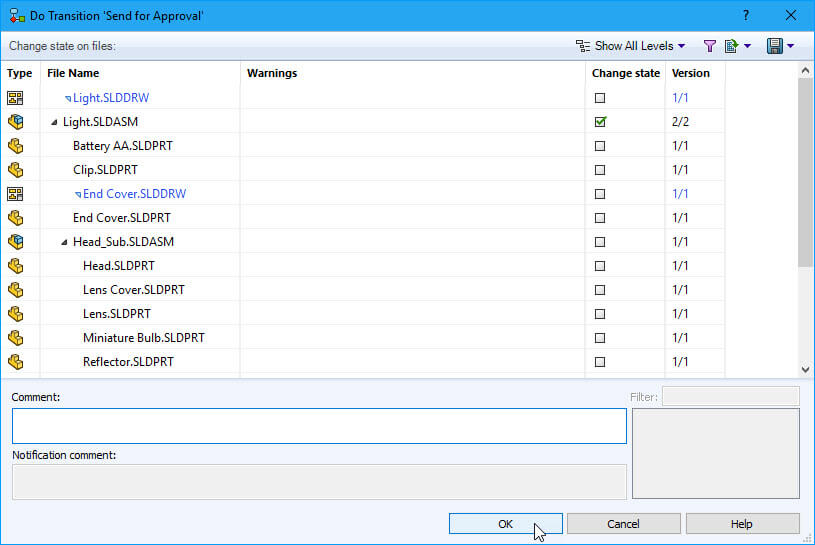 Do Transition 'Send for Approval' ?
Change state on files: Show All Levels
Type File Name Warnings Change state Version
Light.SLDDRW 1/1
Light.SLDASM 2/2
Battery AA.SLDPRT 1/1
Clip.SLDPRT 1/1
End Cover.SLDDRW 1/1
End Cover.SLDPRT 1/1
Head_Sub.SLDASM 1/1
Head.SLDPRT 1/1
Lens Cover.SLDPRT 1/1
Lens.SLDPRT 1/1
Miniature Bulb.SLDPRT 1/1
Reflector.SLDPRT 1/1
Comment: Filter:
Notification comment:
OK Cancel Help